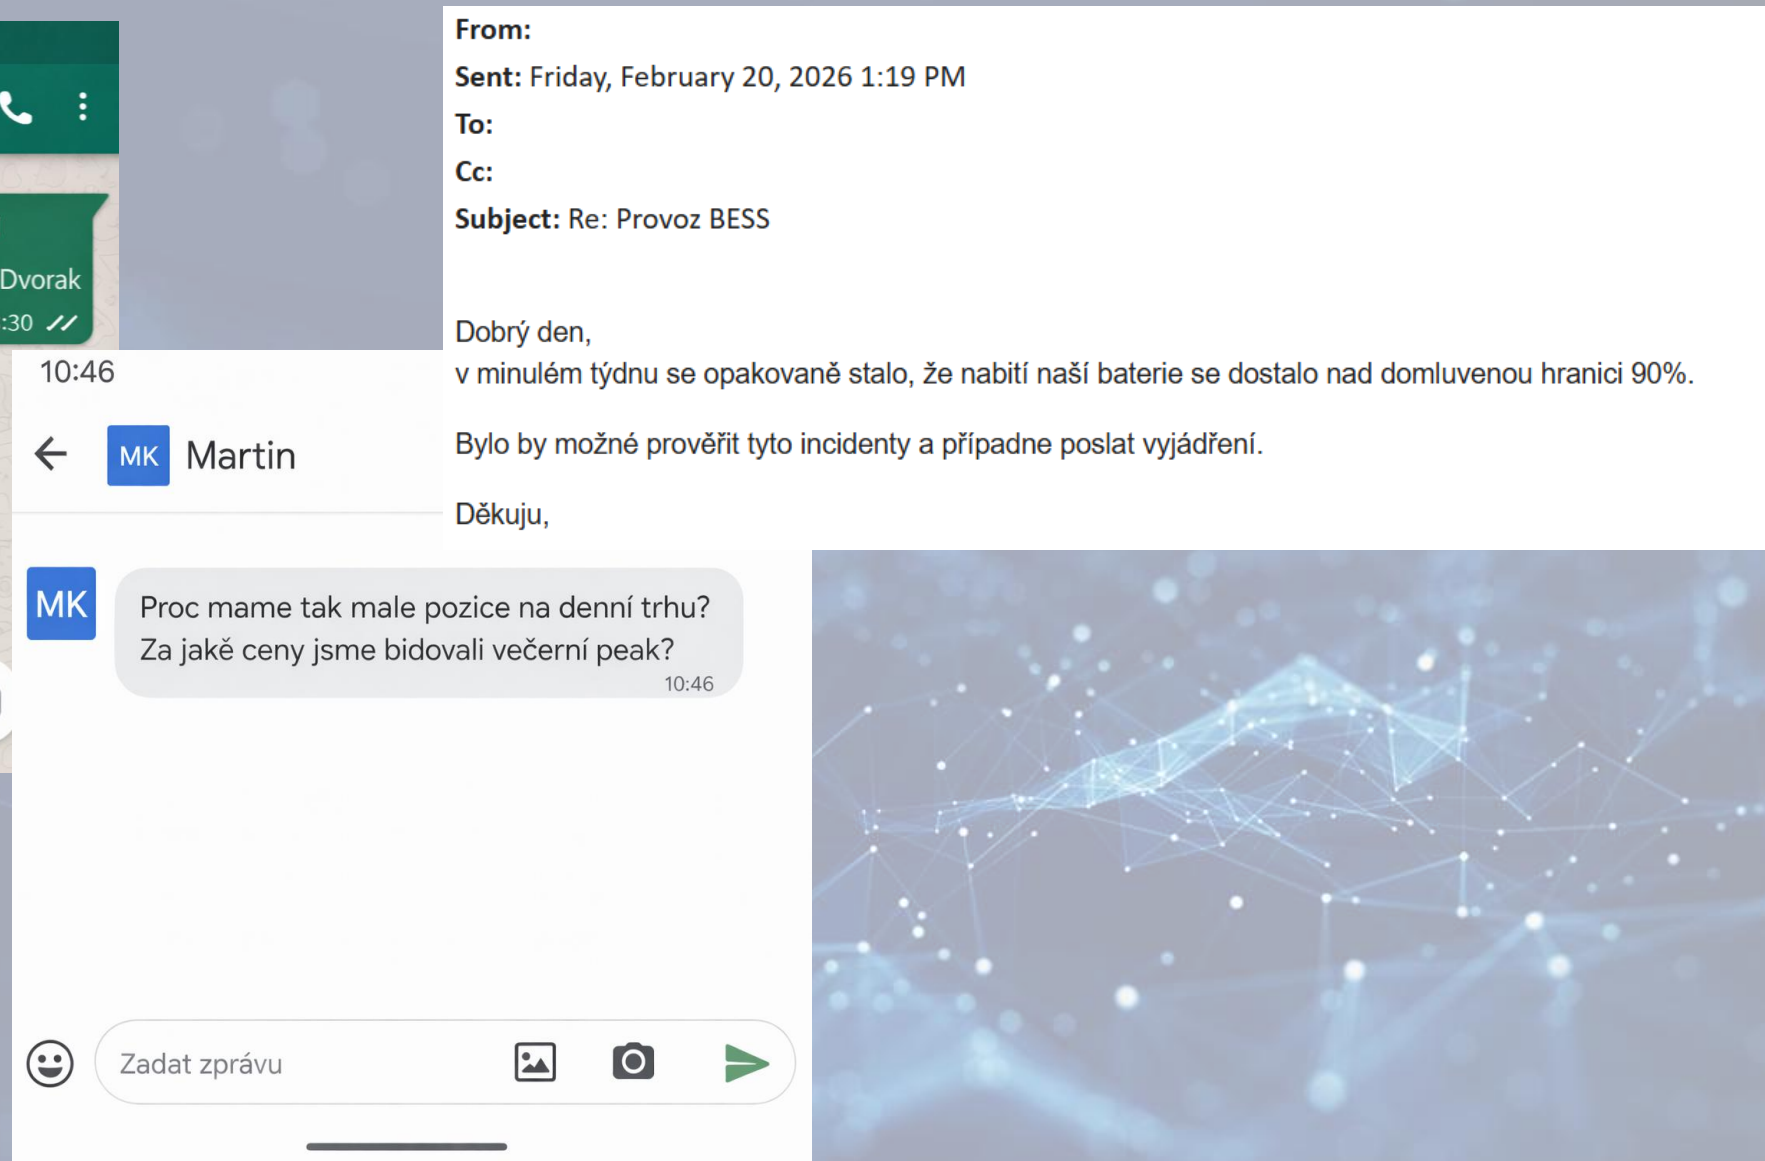 From:
Sent: Friday, February 20, 2026 1:19 PM
To:
Cc:
Subject: Re: Provoz BESS
Dobrý den,
v minulém týdnu se opakovaně stalo, že nabití naší baterie se dostalo nad domluvenou hranici 90%.
Bylo by možné prověřit tyto incidenty a případne poslat vyjádření.
Děkuju,
Dvorak
:30
10:46
MK Martin
MK
Proc mame tak male pozice na denní trhu?
Za jakě ceny jsme bidovali večerní peak?
10:46
Zadat zprávu